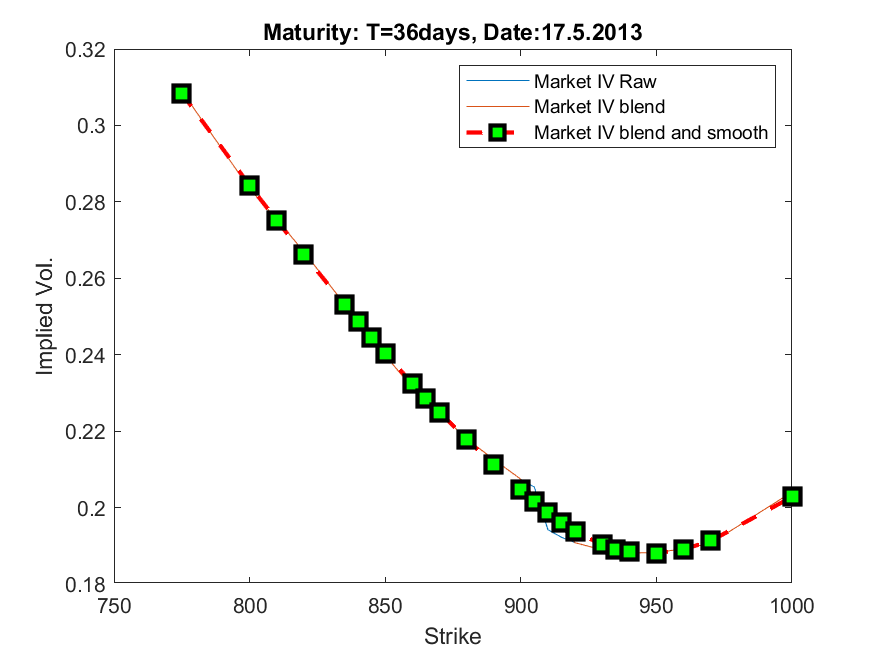 Maturity: T=36days, Date:17.5.2013
0.32
0.3
0.28
0.26
0.24
0.22
0.2
0.18
Implied Vol.
Market IV Raw
Market IV blend
Market IV blend and smooth
750 800 850 900 950 1000
Strike